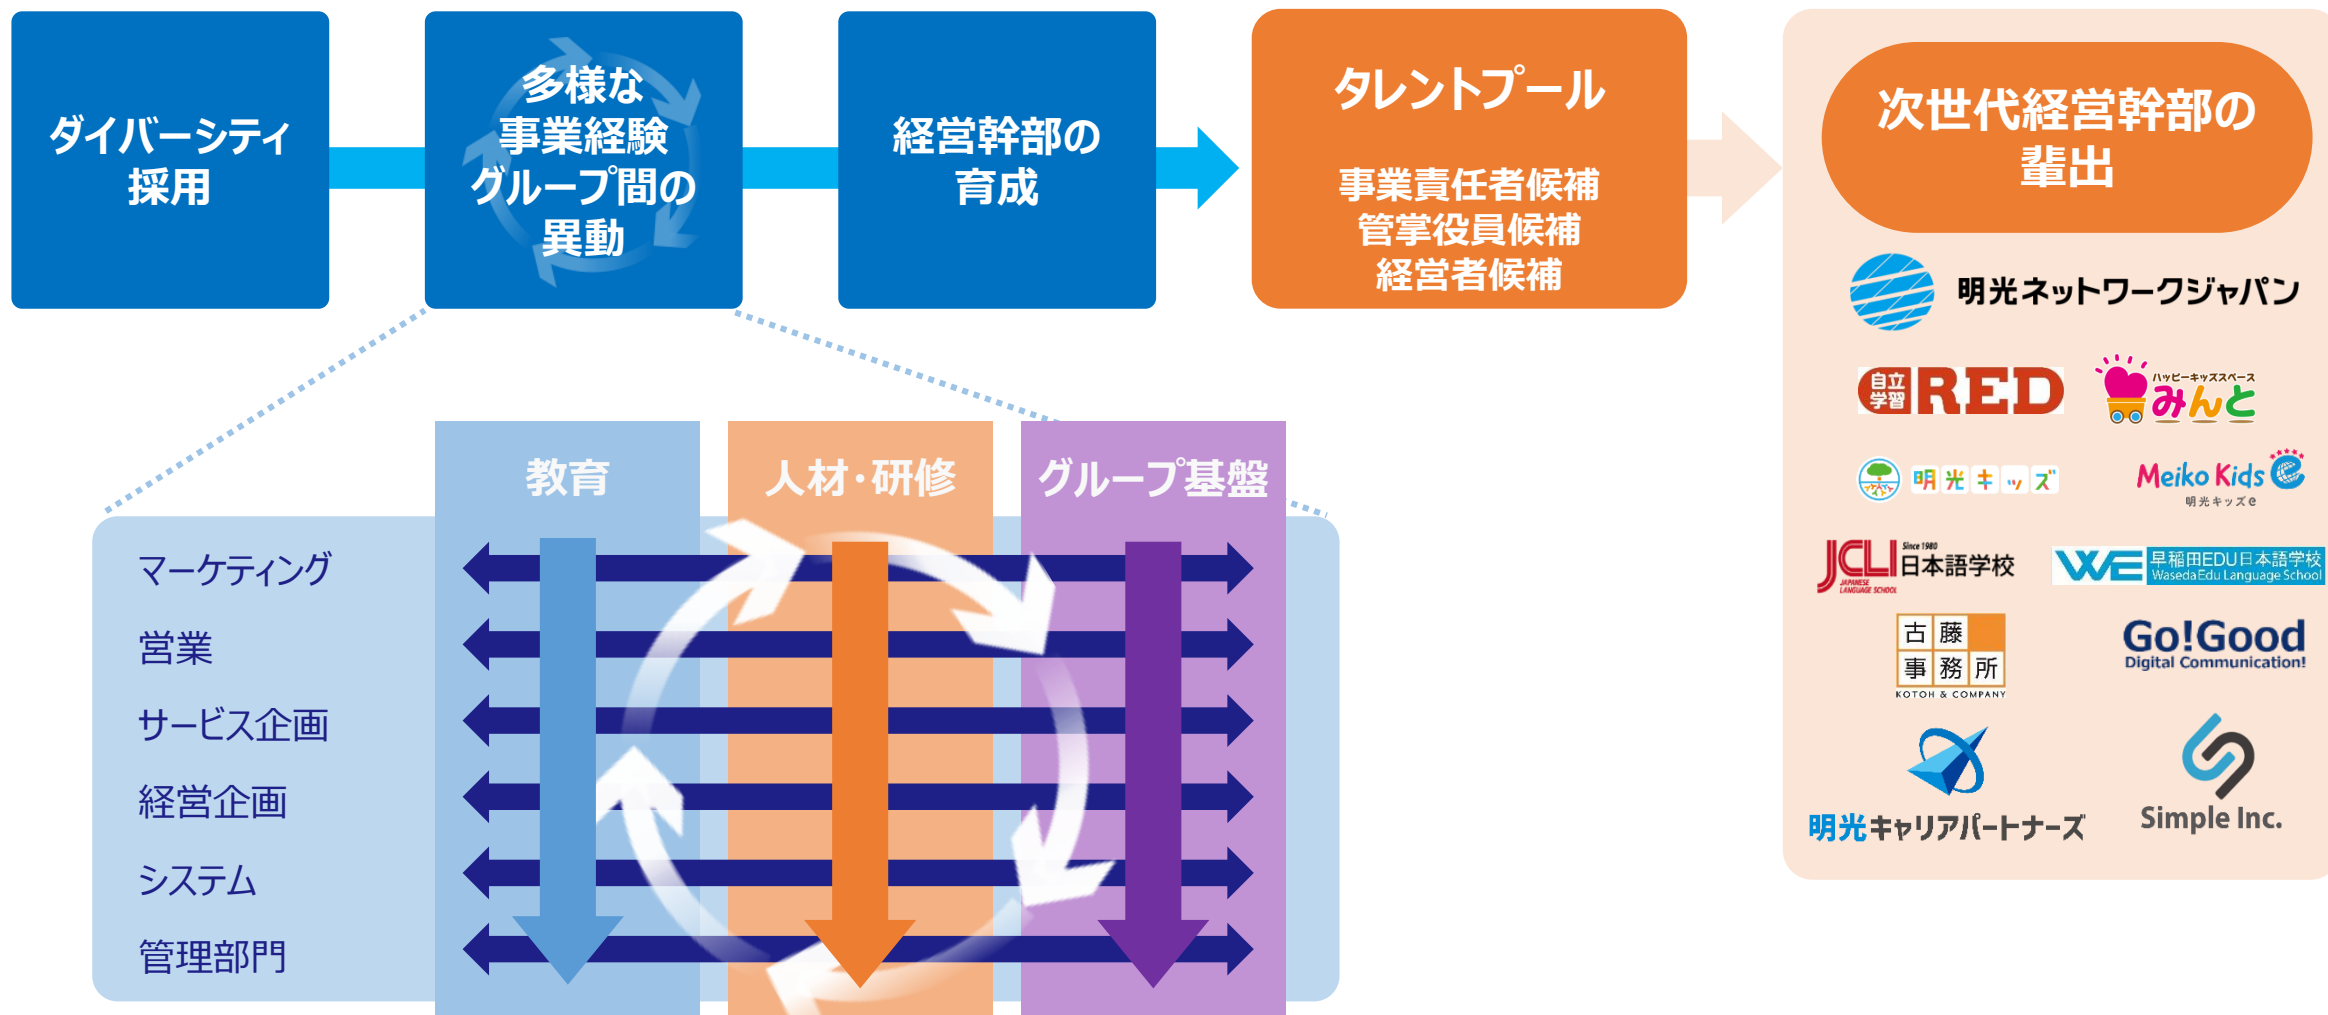 ダイバーシティ
採用
多様な
事業経験
グループ間の
異動
経営幹部の
育成
タレントプール
事業責任者候補
管掌役員候補
経営者候補
次世代経営幹部の
輩出
明光ネットワークジャパン
自立
学習
RED
ハッピーキッズスペース
みんと
明光キッズ
Meiko Kids e
明光キッズe
JCLI
Since 1980
日本語学校
JAPANESE
LANGUAGE SCHOOL
WE
早稲田EDU日本語学校
WasedaEdu Language School
古藤
事務所
KOTOH & COMPANY
Go!Good
Digital Communication!
明光キャリアパートナーズ
Simple Inc.
教育
人材・研修
グループ基盤
マーケティング
営業
サービス企画
経営企画
システム
管理部門